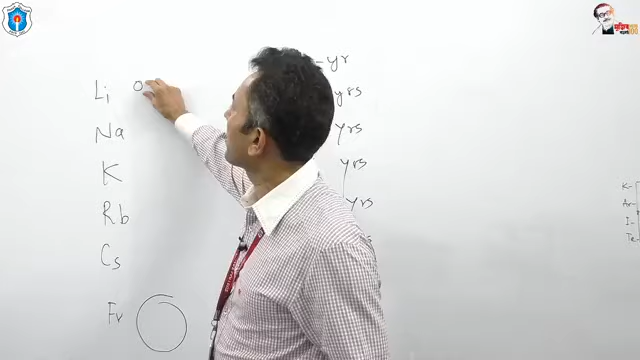 - yr
Li O yrs
Na yrs
K yrs
Rb yrs
Cs
Fr
K-
Ar-
I-
Te-